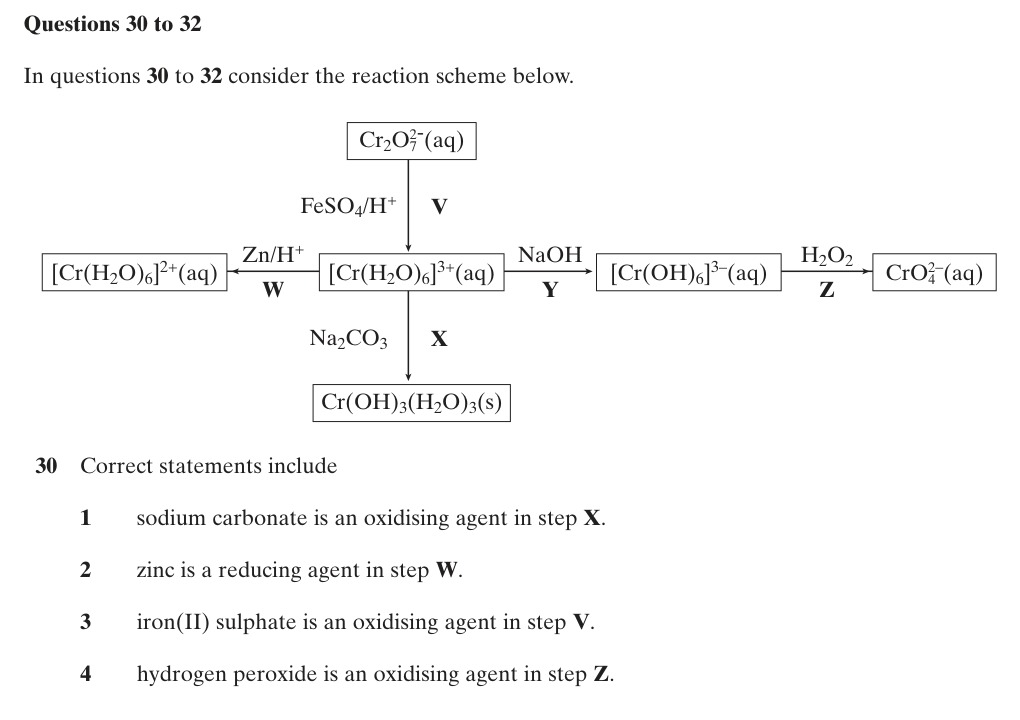 Questions 30 to 32
In questions 30 to 32 consider the reaction scheme below.
Cr₂O₇²⁻(aq)
FeSO₄/H⁺ V
[Cr(H₂O)₆]²⁺(aq) Zn/H⁺ W [Cr(H₂O)₆]³⁺(aq) NaOH Y [Cr(OH)₆]³⁻(aq) H₂O₂ Z CrO₄²⁻(aq)
Na₂CO₃ X
Cr(OH)₃(H₂O)₃(s)
30 Correct statements include
1 sodium carbonate is an oxidising agent in step X.
2 zinc is a reducing agent in step W.
3 iron(II) sulphate is an oxidising agent in step V.
4 hydrogen peroxide is an oxidising agent in step Z.